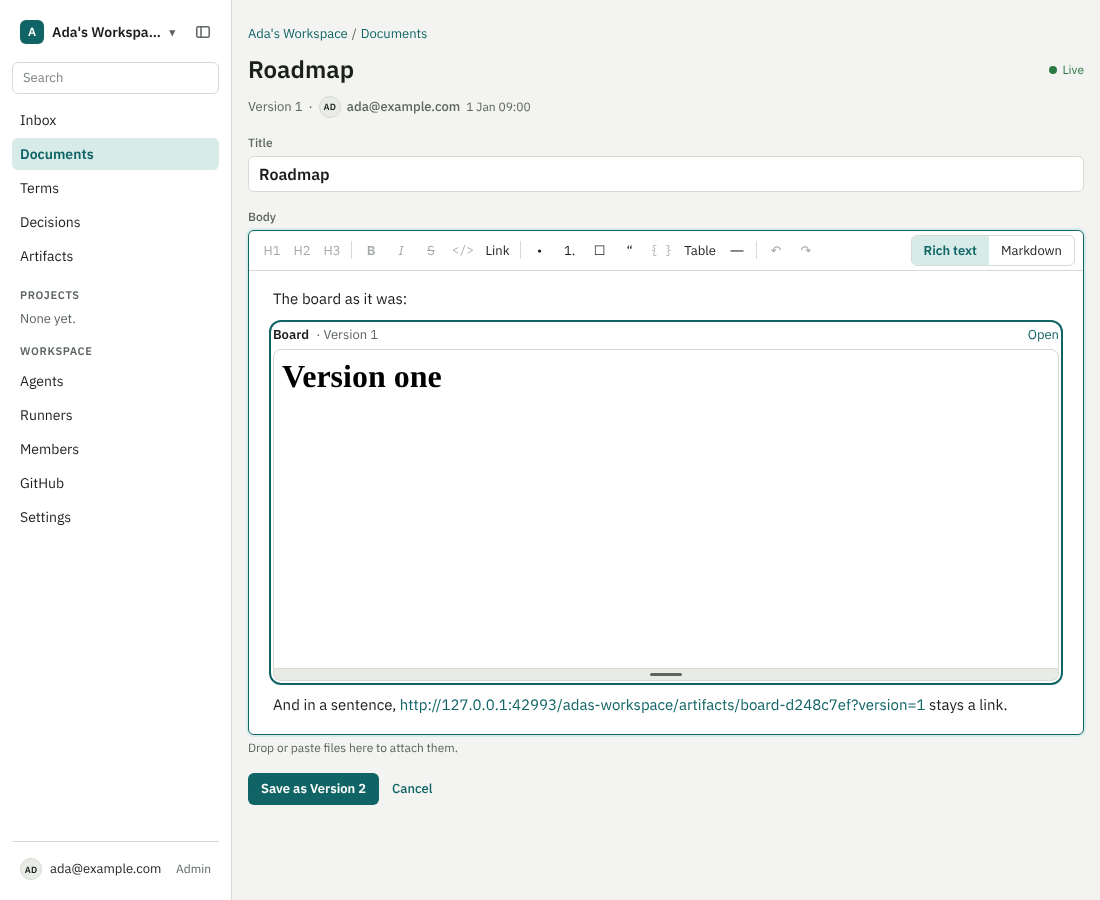 A Ada's Workspa... ▾
Search
Inbox
Documents
Terms
Decisions
Artifacts
PROJECTS
None yet.
WORKSPACE
Agents
Runners
Members
GitHub
Settings
AD ada@example.com Admin
Ada's Workspace / Documents
Roadmap
Live
Version 1 · AD ada@example.com 1 Jan 09:00
Title
Roadmap
Body
H1 H2 H3 B I S </> Link • 1. ☐ “ { } Table — ↶ ↷ Rich text Markdown
The board as it was:
Board · Version 1 Open
Version one
And in a sentence, http://127.0.0.1:42993/adas-workspace/artifacts/board-d248c7ef?version=1 stays a link.
Drop or paste files here to attach them.
Save as Version 2 Cancel